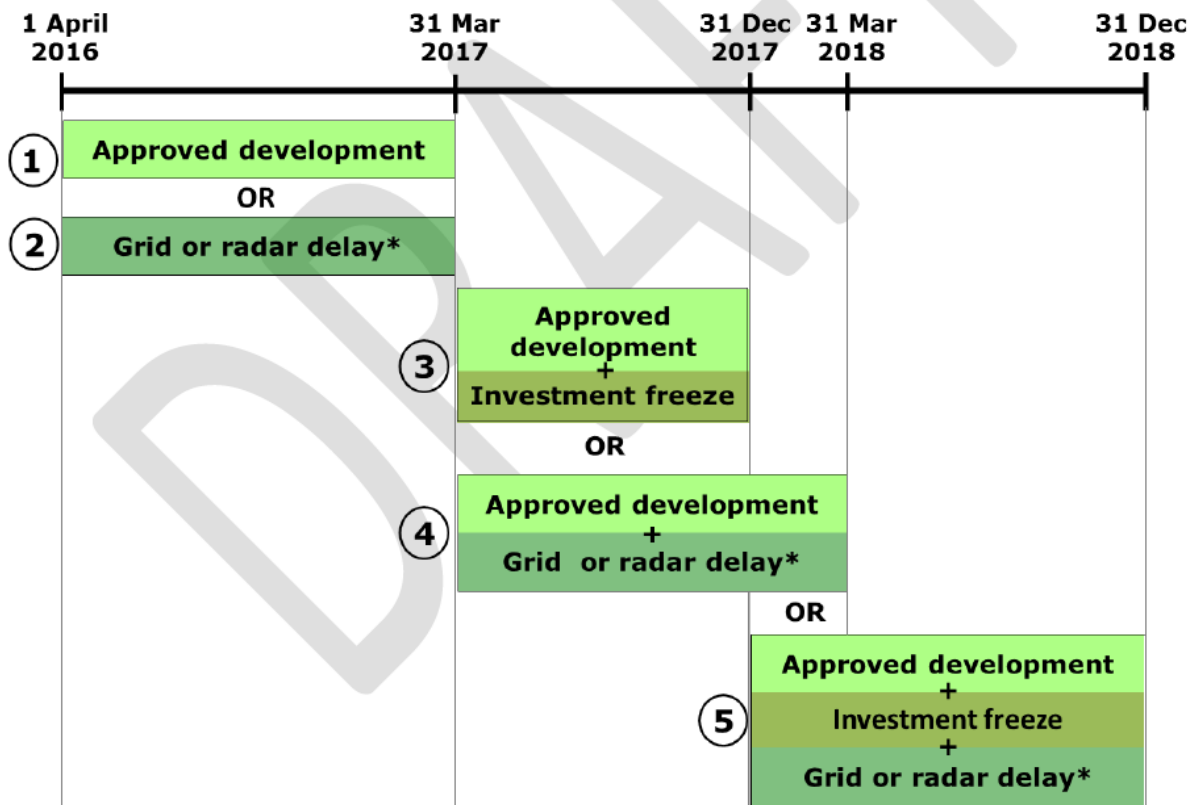 1 April 31 Mar 31 Dec 31 Mar 31 Dec
2016 2017 2017 2018 2018
1 Approved development
OR
2 Grid or radar delay*
Approved
development
+
3
Investment freeze
OR
Approved development
+
4
Grid or radar delay*
OR
Approved development
+
5 Investment freeze
+
Grid or radar delay*
DRAFT